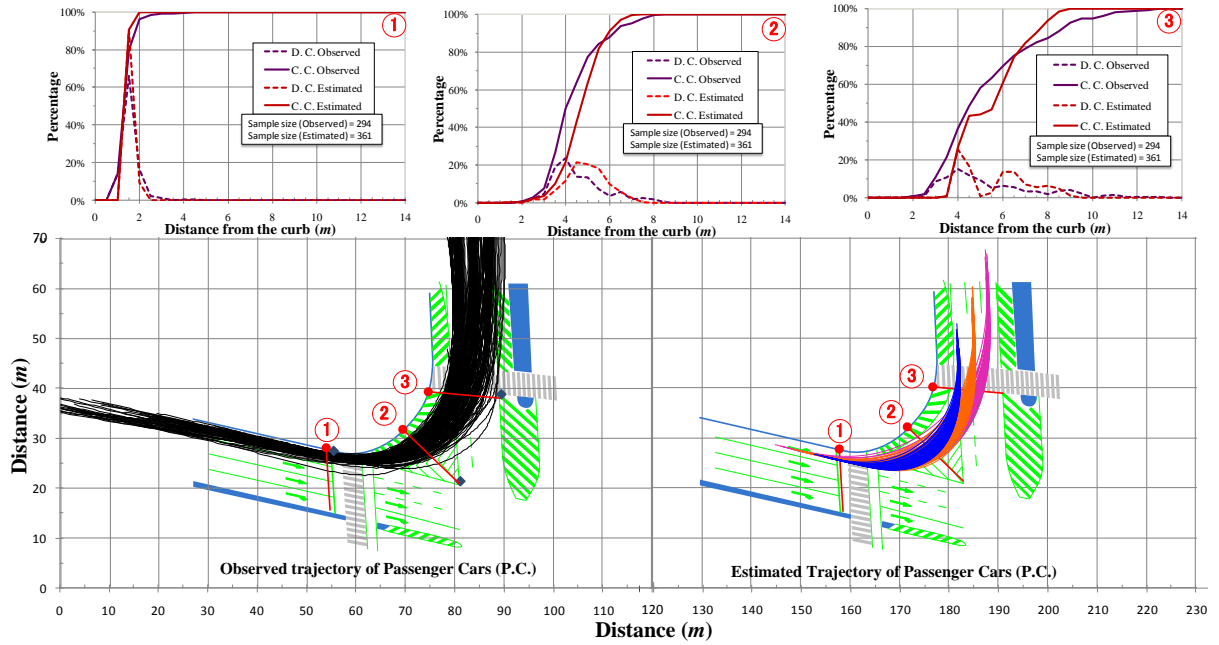 ①
100%
80%
60%
40%
20%
0%
Percentage
D. C. Observed
C. C. Observed
D. C. Estimated
C. C. Estimated
Sample size (Observed) = 294
Sample size (Estimated) = 361
0 2 4 6 8 10 12 14
Distance from the curb (m)
②
100%
80%
60%
40%
20%
0%
Percentage
D. C. Observed
C. C. Observed
D. C. Estimated
C. C. Estimated
Sample size (Observed) = 294
Sample size (Estimated) = 361
0 2 4 6 8 10 12 14
Distance from the curb (m)
③
100%
80%
60%
40%
20%
0%
Percentage
D. C. Observed
C. C. Observed
D. C. Estimated
C. C. Estimated
Sample size (Observed) = 294
Sample size (Estimated) = 361
0 2 4 6 8 10 12 14
Distance from the curb (m)
70
60
50
40
30
20
10
0
Distance (m)
①
②
③
Observed trajectory of Passenger Cars (P.C.)
①
②
③
Estimated Trajectory of Passenger Cars (P.C.)
0 10 20 30 40 50 60 70 80 90 100 110 120 130 140 150 160 170 180 190 200 210 220 230
Distance (m)